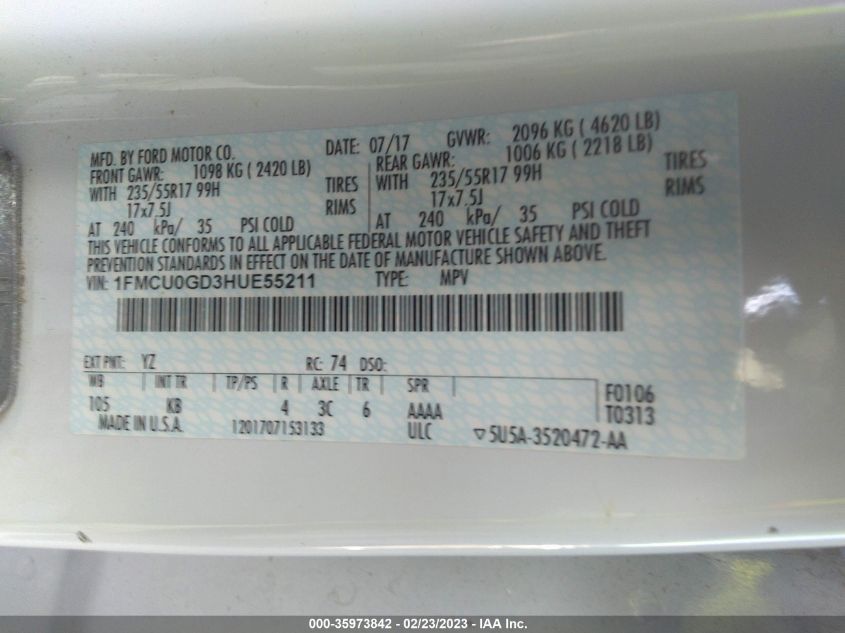 MFD. BY FORD MOTOR CO. DATE: 07/17 GVWR: 2096 KG ( 4620 LB)
FRONT GAWR: 1098 KG ( 2420 LB) REAR GAWR: 1006 KG ( 2218 LB)
WITH 235/55R17 99H TIRES WITH 235/55R17 99H TIRES
17x7.5J RIMS 17x7.5J RIMS
AT 240 kPa/ 35 PSI COLD AT 240 kPa/ 35 PSI COLD
THIS VEHICLE CONFORMS TO ALL APPLICABLE FEDERAL MOTOR VEHICLE SAFETY AND THEFT
PREVENTION STANDARDS IN EFFECT ON THE DATE OF MANUFACTURE SHOWN ABOVE.
VIN: 1FMCU0GD3HUE55211 TYPE: MPV
EXT PNT: YZ RC: 74 DSO:
WB INT TR TP/PS R AXLE TR SPR F0106
105 KB 4 3C 6 AAAA T0313
MADE IN U.S.A. 1201707153133 ULC ▽5U5A-3520472-AA
000-35973842 - 02/23/2023 - IAA Inc.